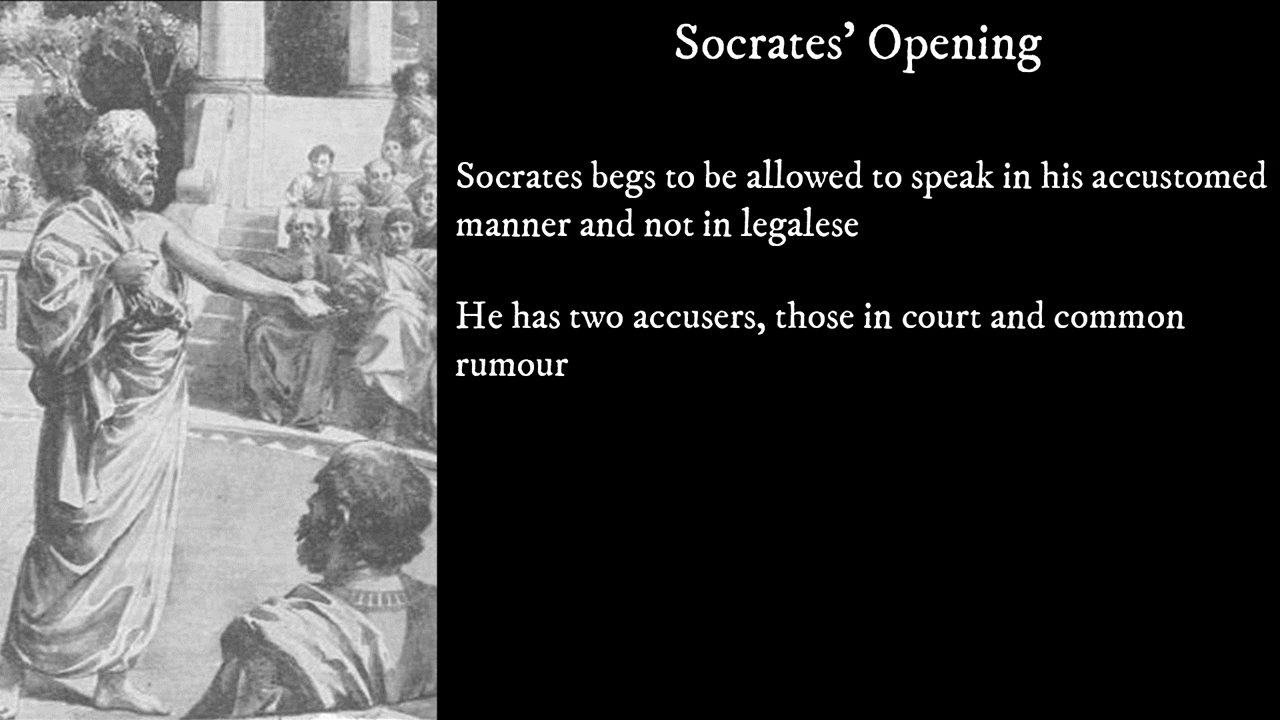 Socrates’ Opening
Socrates begs to be allowed to speak in his accustomed
manner and not in legalese
He has two accusers, those in court and common
rumour